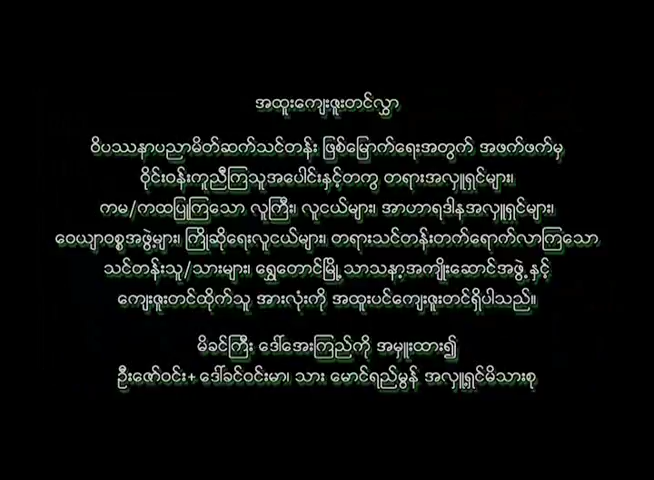 အထူးကျေးဇူးတင်လွှာ
ဝိပဿနာပညာမိတ်ဆက်သင်တန်း ဖြစ်မြောက်ရေးအတွက် အဖက်ဖက်မှ
ဝိုင်းဝန်းကူညီကြသူအပေါင်းနှင့်တကွ တရားအလှူရှင်များ၊
ကမ/ကထပြုကြသော လူကြီး၊ လူငယ်များ၊ အာဟာရဒါနအလှူရှင်များ၊
ဝေယျာဝစ္စအဖွဲ့များ၊ ကြိုဆိုရေးလူငယ်များ၊ တရားသင်တန်းတက်ရောက်လာကြသော
သင်တန်းသူ/သားများ၊ ရွှေတောင်မြို့ သာသနာ့အကျိုးဆောင်အဖွဲ့ နှင့်
ကျေးဇူးတင်ထိုက်သူ အားလုံးကို အထူးပင်ကျေးဇူးတင်ရှိပါသည်။
မိခင်ကြီး ဒေါ်အေးကြည်ကို အမှူးထား၍
ဦးဇော်ဝင်း + ဒေါ်ခင်ဝင်းမာ၊ သား မောင်ရည်မွန် အလှူရှင်မိသားစု